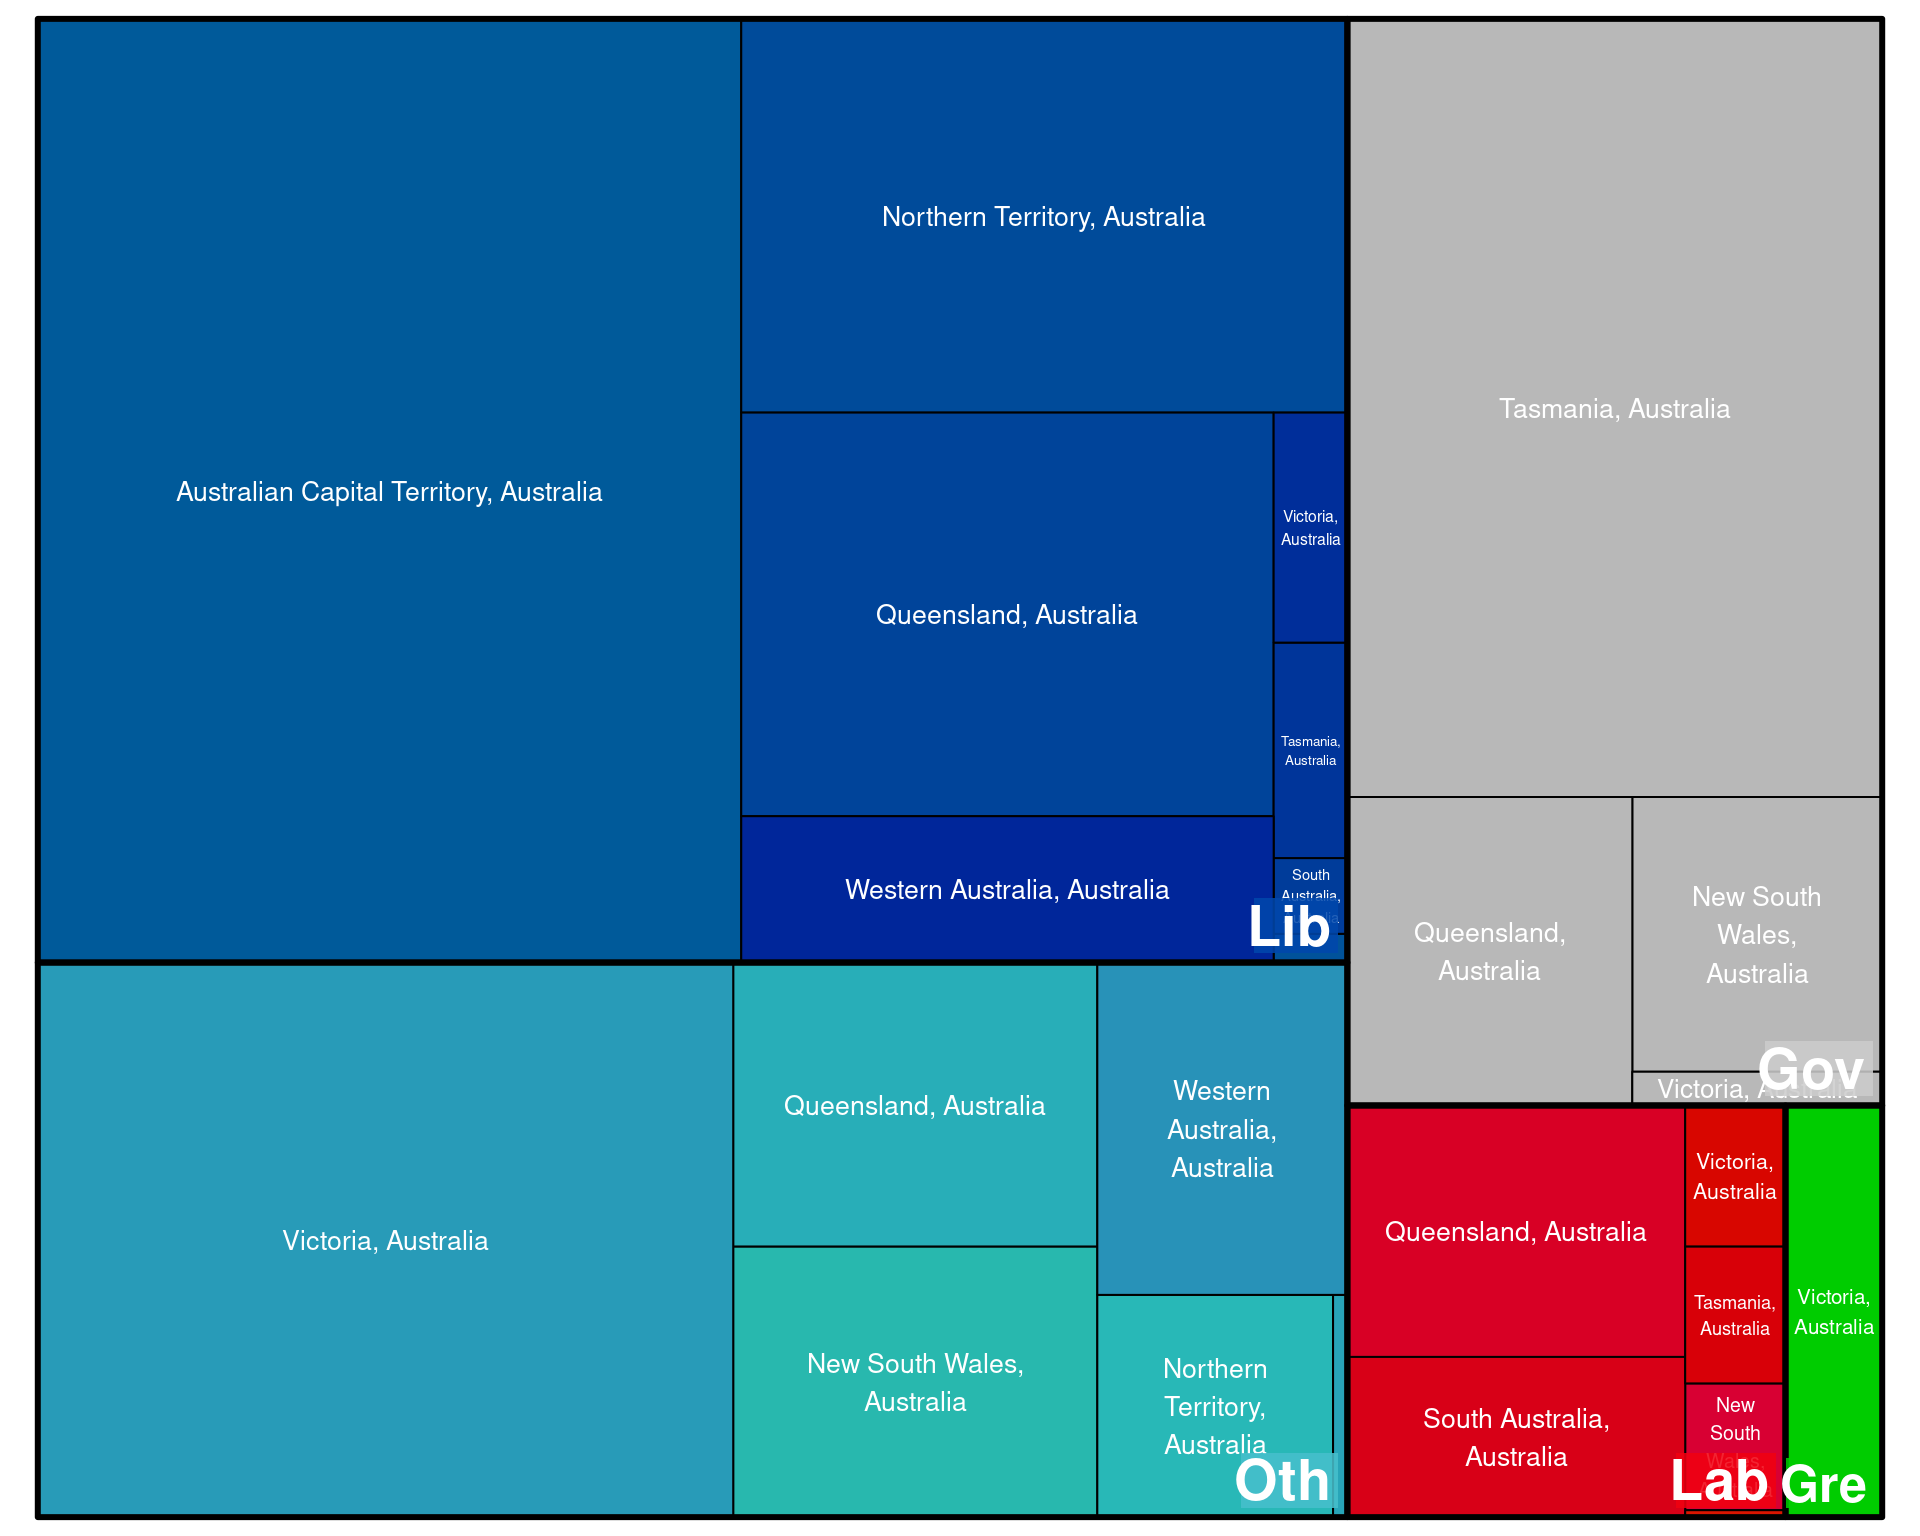 Australian Capital Territory, Australia
Northern Territory, Australia
Queensland, Australia
Victoria,
Australia
Tasmania,
Australia
South
Australia,
Western Australia, Australia
Lib
Tasmania, Australia
Queensland,
Australia
New South
Wales,
Australia
Victoria, Australia
Gov
Victoria, Australia
Queensland, Australia
New South Wales,
Australia
Western
Australia,
Australia
Northern
Territory,
Australia
Oth
Queensland, Australia
South Australia,
Australia
Victoria,
Australia
Tasmania,
Australia
New
South
Wales,
Lab
Victoria,
Australia
Gre